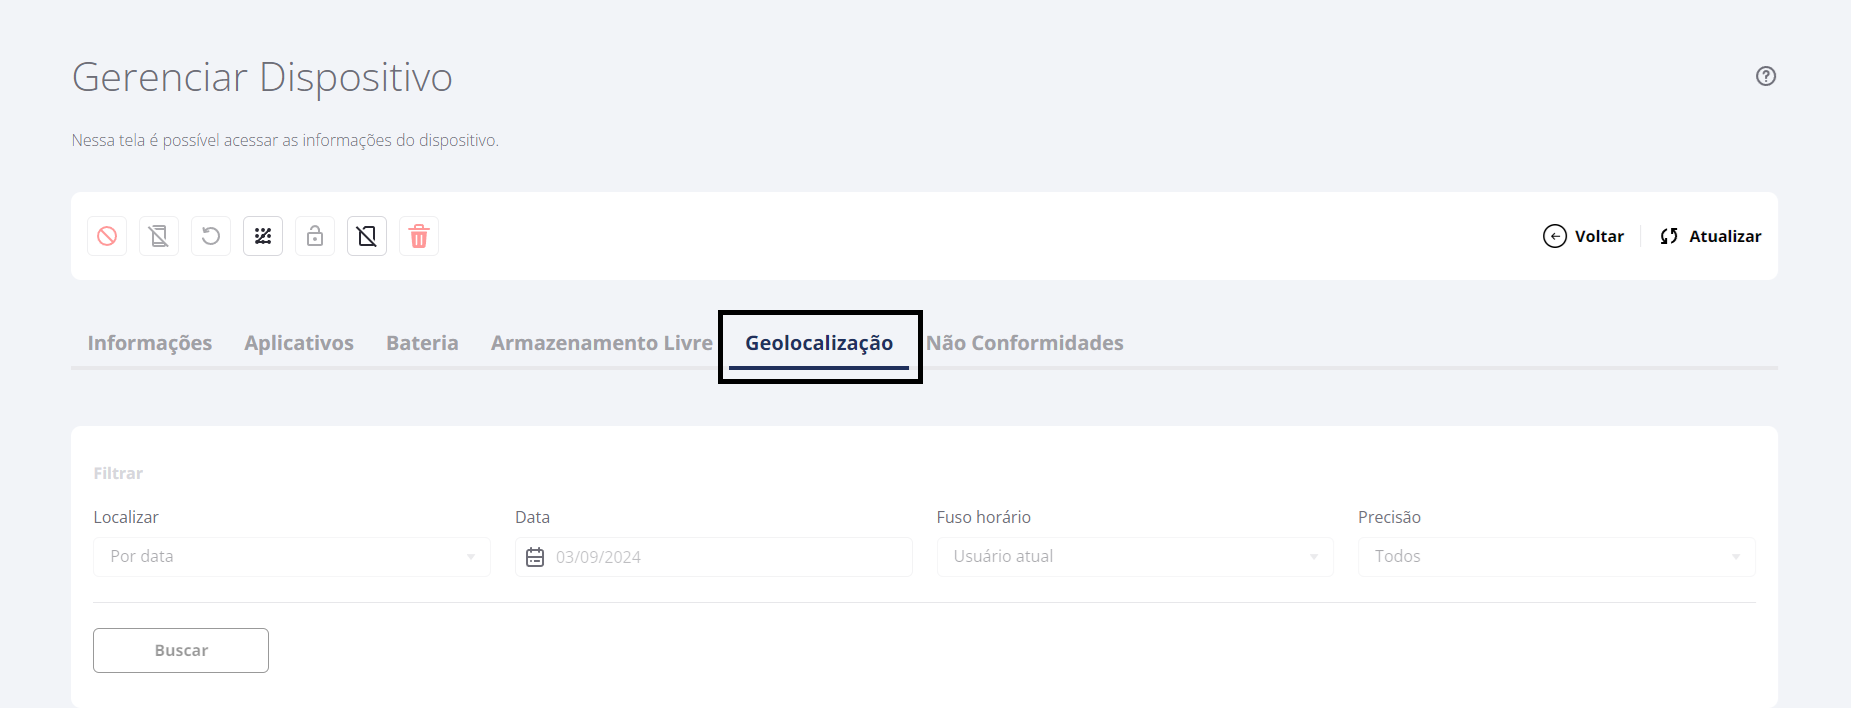 Gerenciar Dispositivo
Nessa tela é possível acessar as informações do dispositivo.
Voltar
Atualizar
Informações
Aplicativos
Bateria
Armazenamento Livre
Geolocalização
Não Conformidades
Filtrar
Localizar
Data
Fuso horário
Precisão
Por data
03/09/2024
Usuário atual
Todos
Buscar